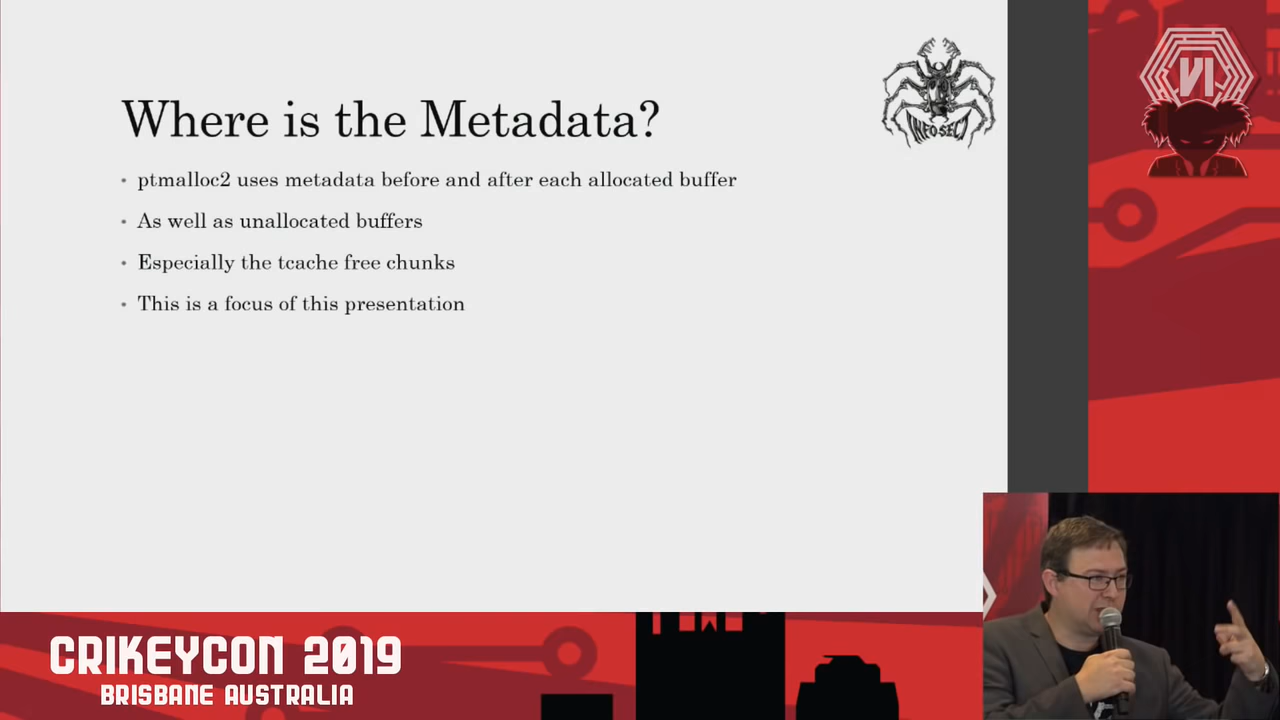 Where is the Metadata?
ptmalloc2 uses metadata before and after each allocated buffer
As well as unallocated buffers
Especially the tcache free chunks
This is a focus of this presentation
INFOSECT
VI
CRIKEYCON 2019
BRISBANE AUSTRALIA